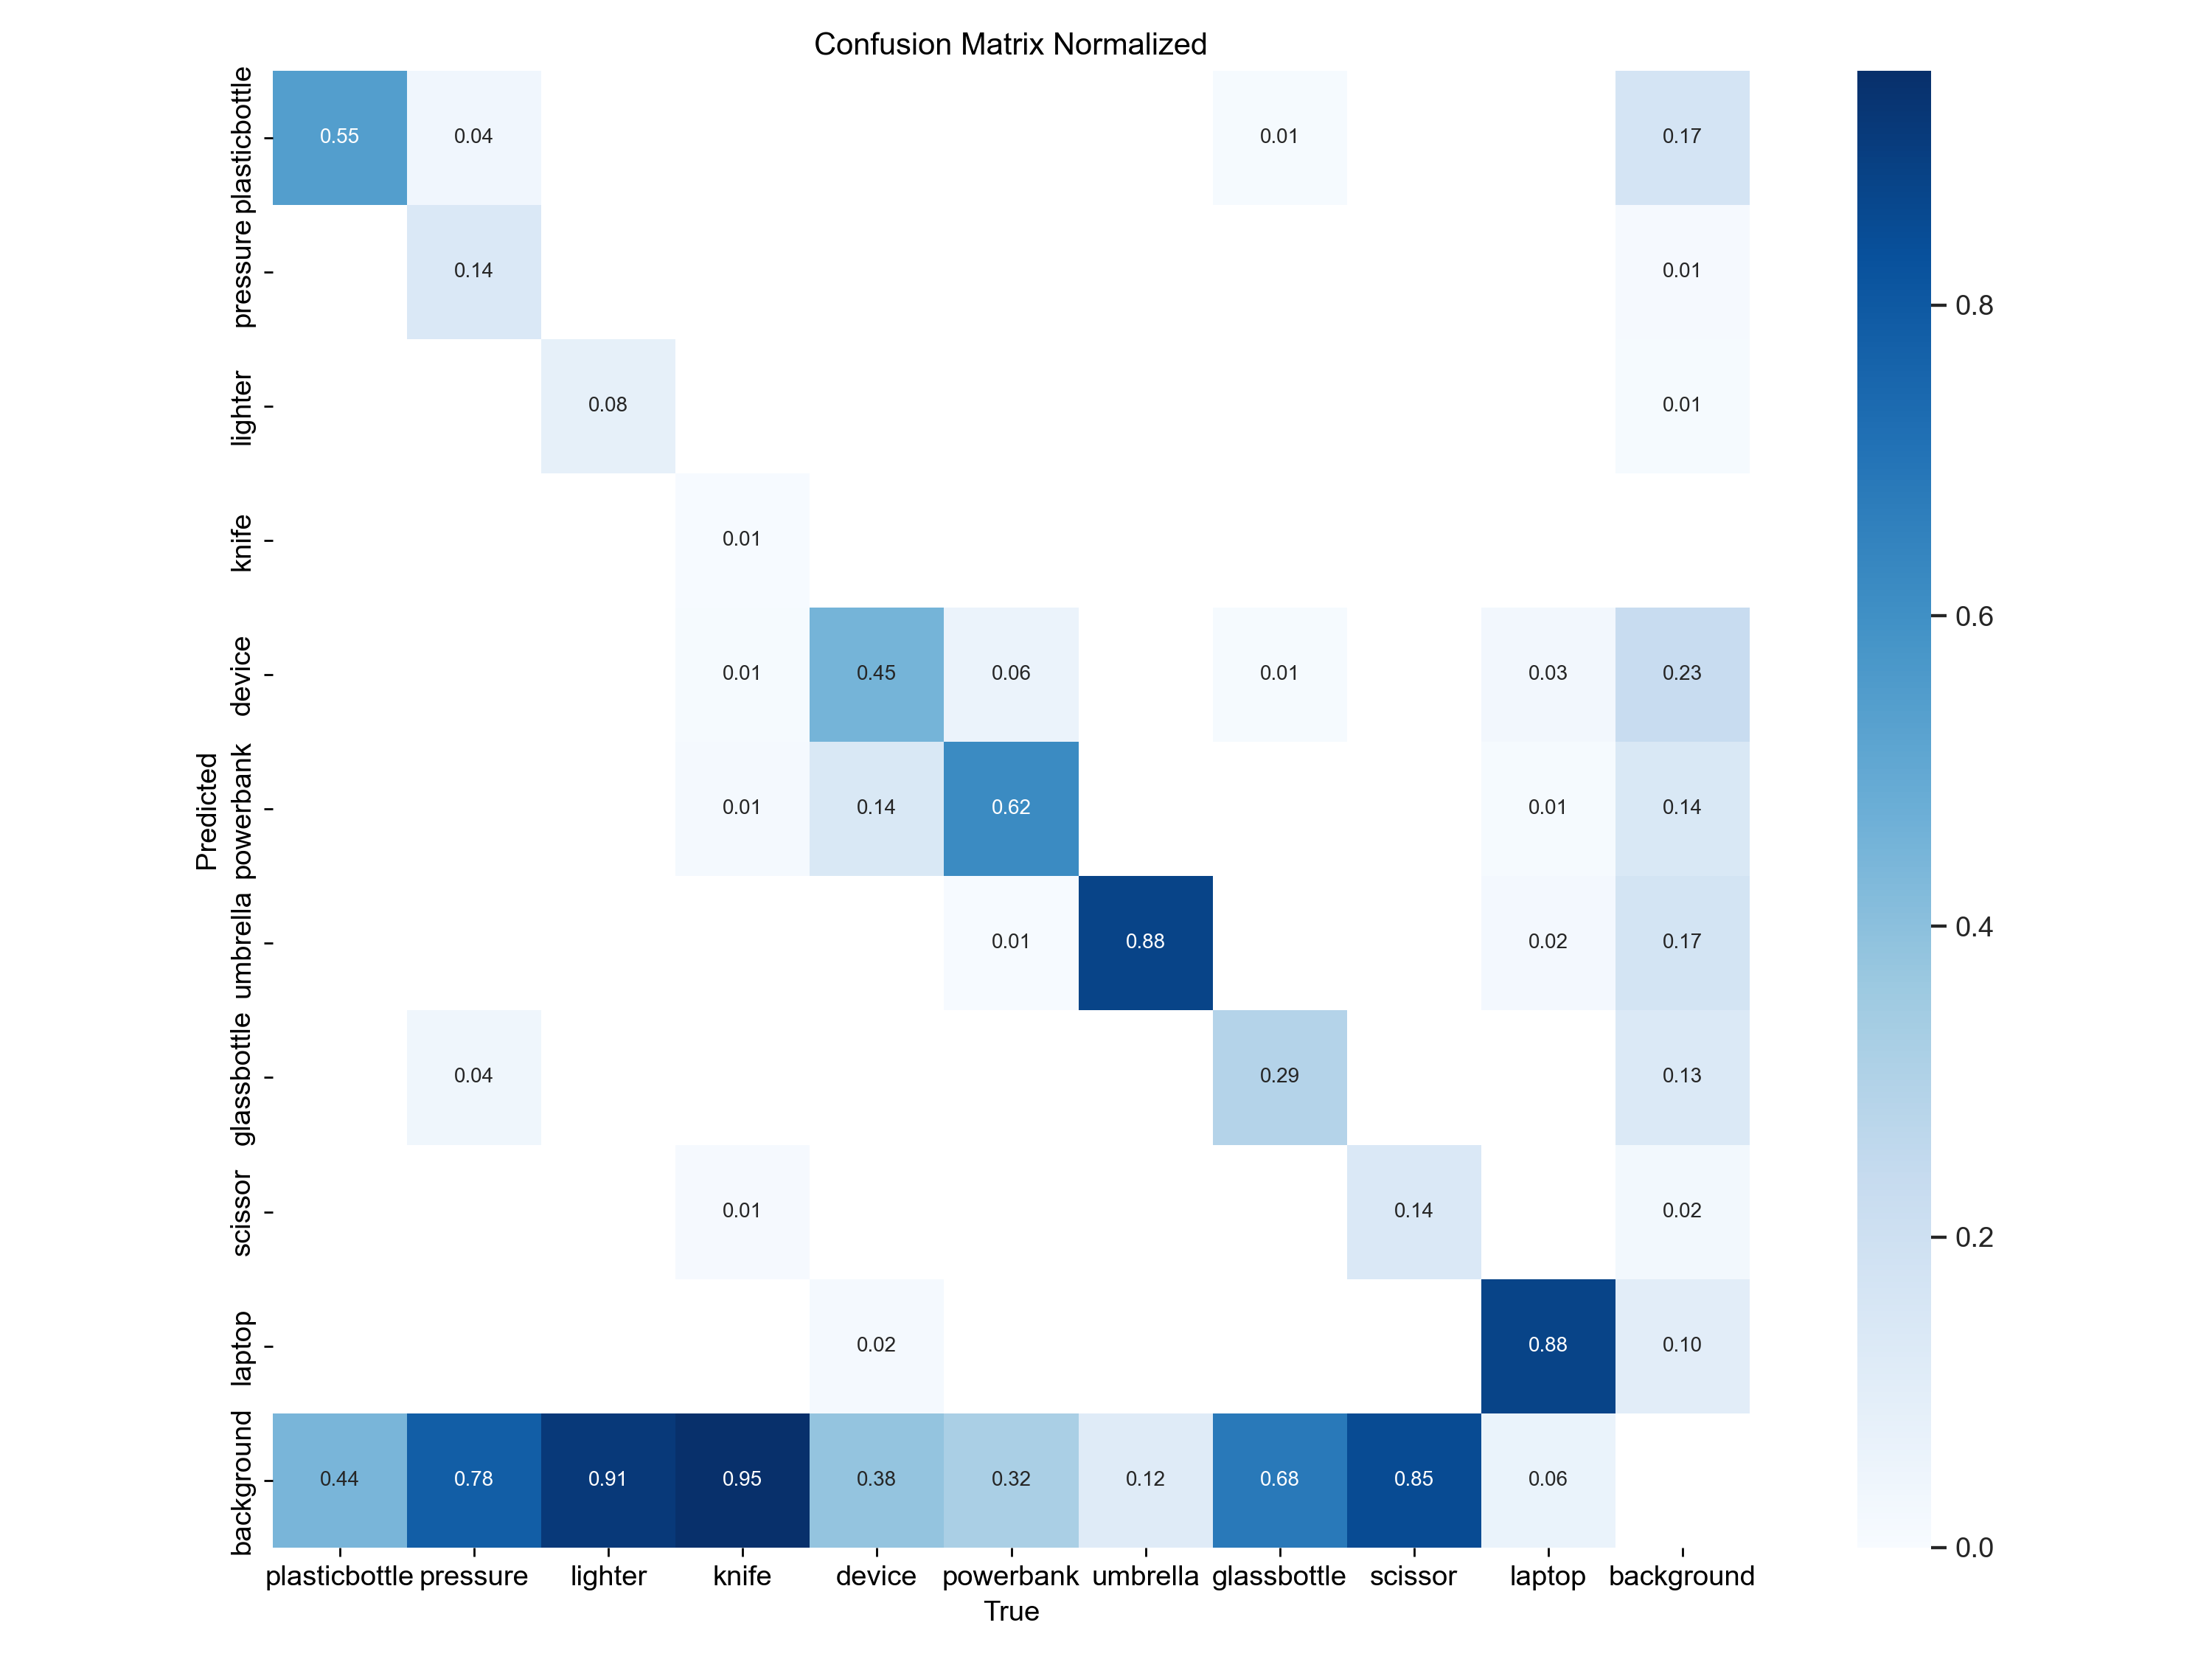 Confusion Matrix Normalized
plasticbottle
0.55 0.04 0.01 0.17
pressure
0.14 0.01
lighter
0.08 0.01
0.8
knife
0.01
device
0.01 0.45 0.06 0.01 0.03 0.23
0.6
Predicted
powerbank
0.01 0.14 0.62 0.01 0.14
umbrella
0.01 0.88 0.02 0.17
0.4
glassbottle
0.04 0.29 0.13
scissor
0.01 0.14 0.02
0.2
laptop
0.02 0.88 0.10
background
0.44 0.78 0.91 0.95 0.38 0.32 0.12 0.68 0.85 0.06
0.0
plasticbottle pressure lighter knife device powerbank umbrella glassbottle scissor laptop background
True